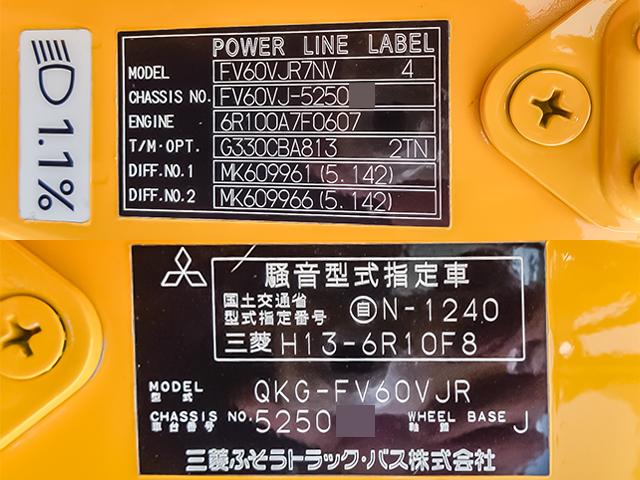 1.1%
POWER LINE LABEL
MODEL FV60VJR7NV 4
CHASSIS NO. FV60VJ-5250
ENGINE 6R100A7F0607
T/M·OPT. G330CBA813 2TN
DIFF.NO.1 MK609961 (5.142)
DIFF.NO.2 MK609966 (5.142)
騒音型式指定車
国土交通省
型式指定番号 自N-1240
三菱 H13-6R10F8
MODEL QKG-FV60VJR
型式
CHASSIS NO. 5250 WHEEL BASE J
車台番号 軸距
三菱ふそうトラック・バス株式会社